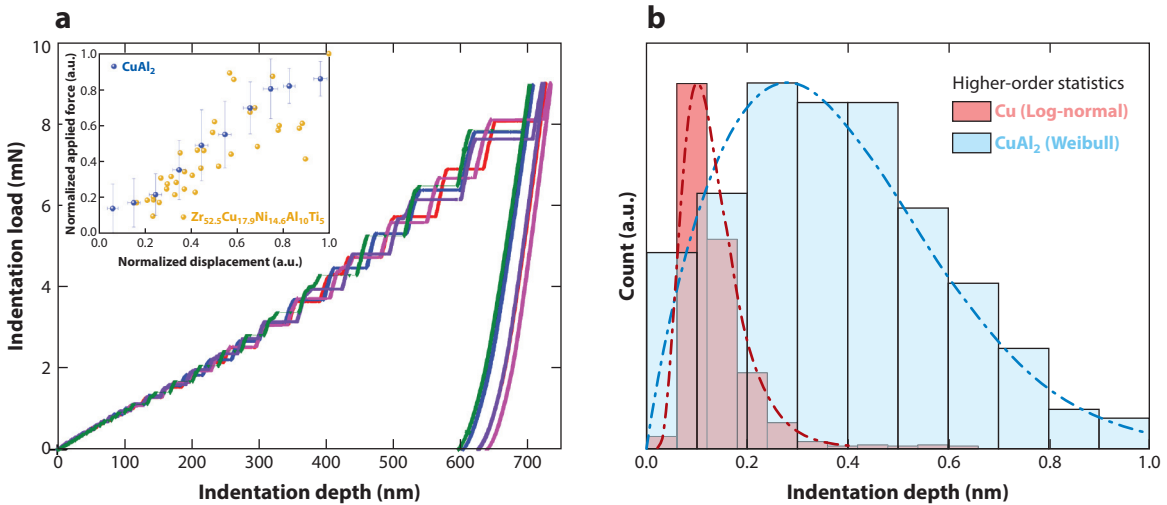 a
Indentation load (mN)
10
8
6
4
2
0
0
100
200
300
400
500
600
700
Indentation depth (nm)
Normalized applied force (a.u.)
1.0
0.8
0.6
0.4
0.2
0.0
0.0
0.2
0.4
0.6
0.8
1.0
Normalized displacement (a.u.)
CuAl₂
Zr₅₂.₅Cu₁₇.₉Ni₁₄.₆Al₁₀Ti₅
b
Count (a.u.)
Higher-order statistics
Cu (Log-normal)
CuAl₂ (Weibull)
0.0
0.2
0.4
0.6
0.8
1.0
Indentation depth (nm)